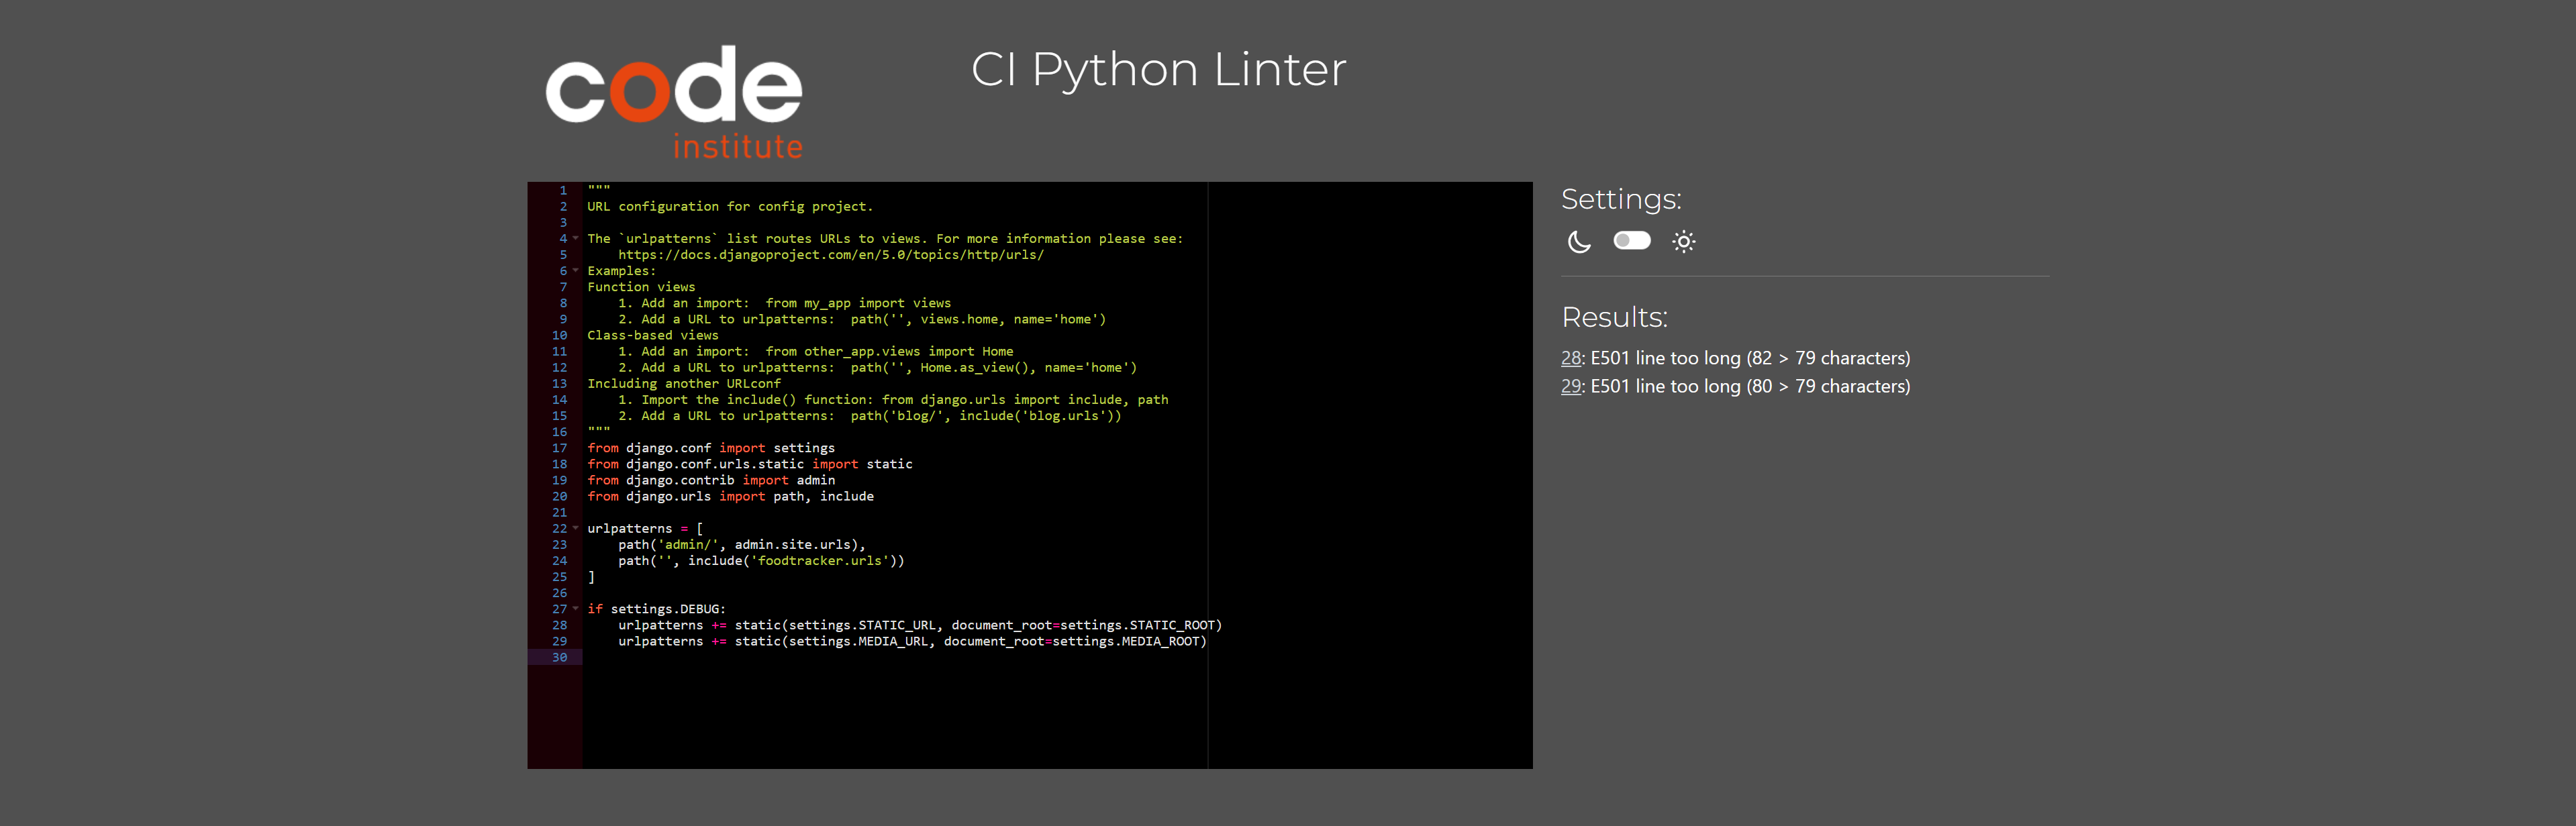 code
institute
CI Python Linter
1 """
2 URL configuration for config project.
3
4 The `urlpatterns` list routes URLs to views. For more information please see:
5     https://docs.djangoproject.com/en/5.0/topics/http/urls/
6 Examples:
7 Function views
8     1. Add an import:  from my_app import views
9     2. Add a URL to urlpatterns:  path('', views.home, name='home')
10 Class-based views
11     1. Add an import:  from other_app.views import Home
12     2. Add a URL to urlpatterns:  path('', Home.as_view(), name='home')
13 Including another URLconf
14     1. Import the include() function: from django.urls import include, path
15     2. Add a URL to urlpatterns:  path('blog/', include('blog.urls'))
16 """
17 from django.conf import settings
18 from django.conf.urls.static import static
19 from django.contrib import admin
20 from django.urls import path, include
21
22 urlpatterns = [
23     path('admin/', admin.site.urls),
24     path('', include('foodtracker.urls'))
25 ]
26
27 if settings.DEBUG:
28     urlpatterns += static(settings.STATIC_URL, document_root=settings.STATIC_ROOT)
29     urlpatterns += static(settings.MEDIA_URL, document_root=settings.MEDIA_ROOT)
30
Settings:
Results:
28: E501 line too long (82 > 79 characters)
29: E501 line too long (80 > 79 characters)